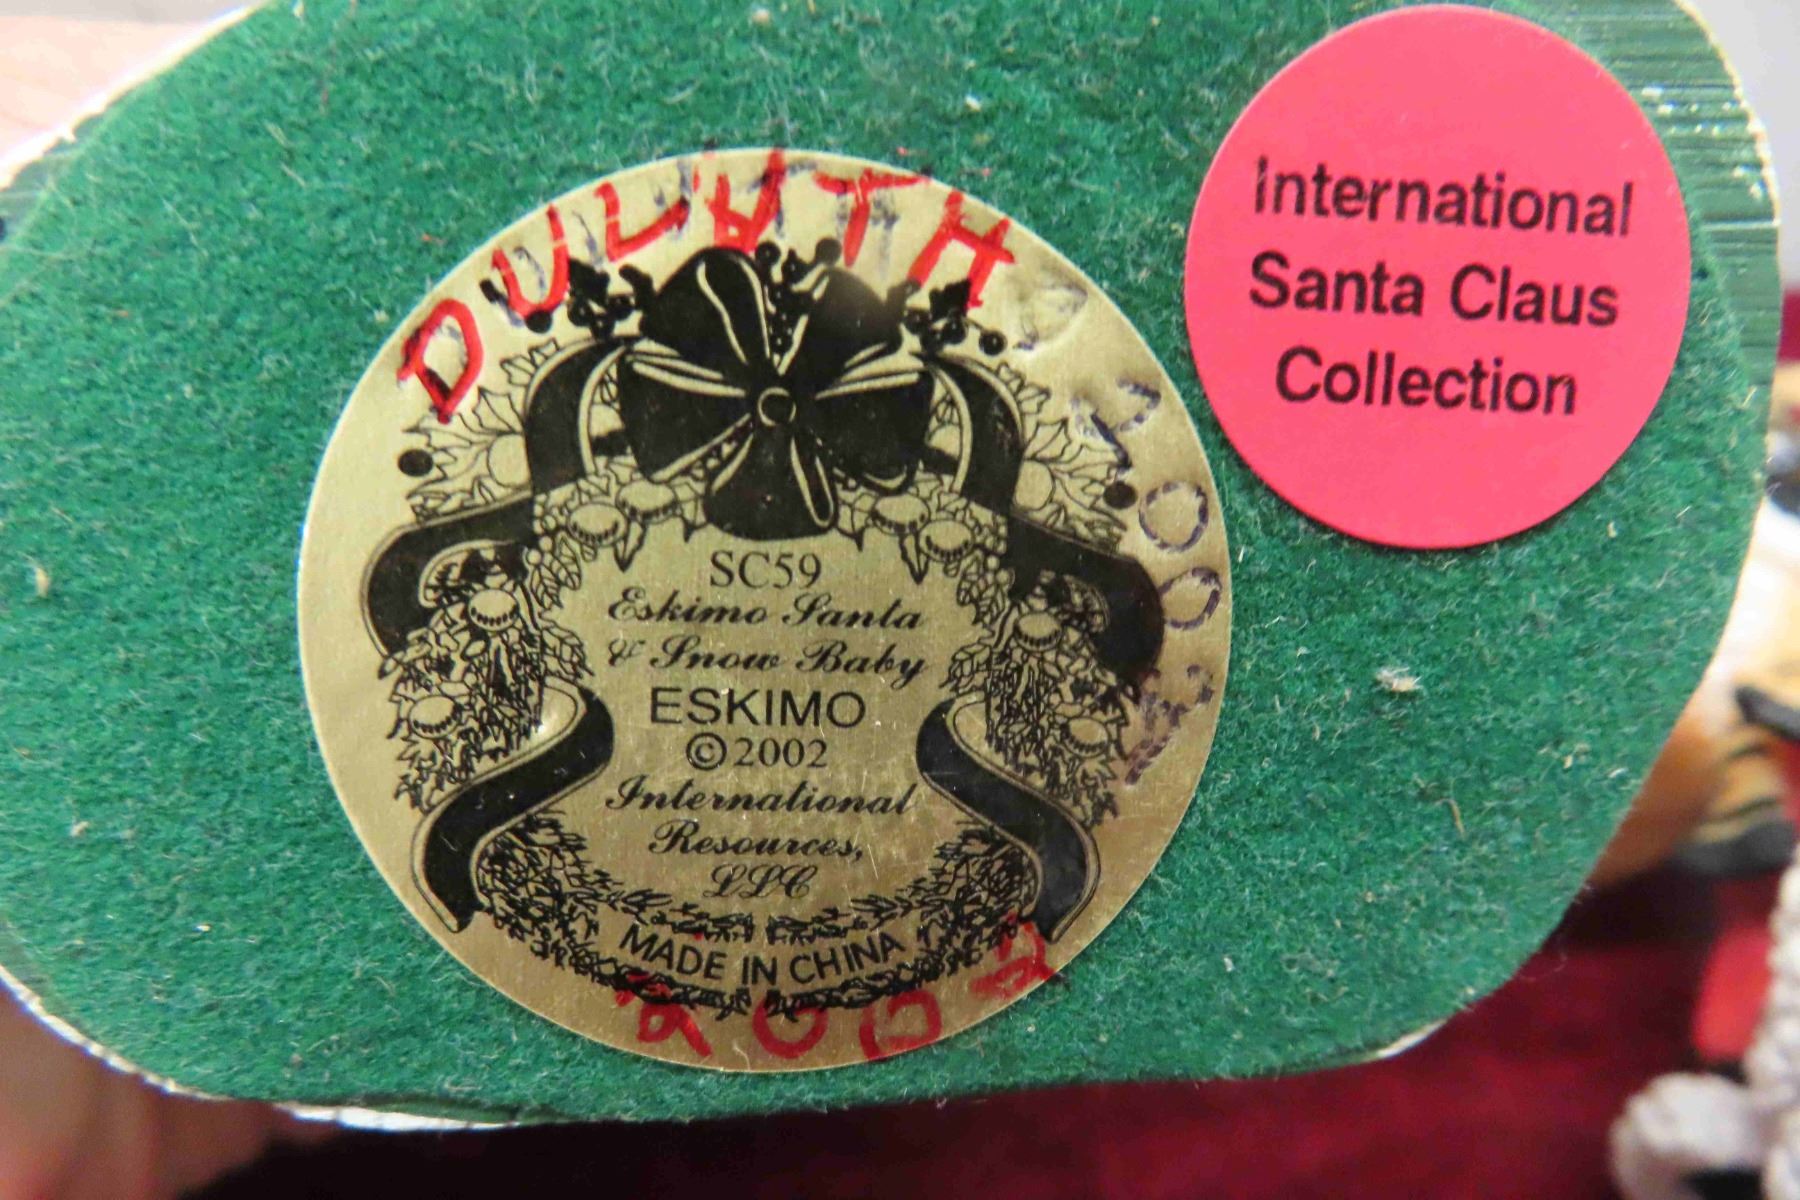 DULUTH
SC59
Eskimo Santa
& Snow Baby
ESKIMO
©2002
International
Resources,
LLC
MADE IN CHINA
International
Santa Claus
Collection